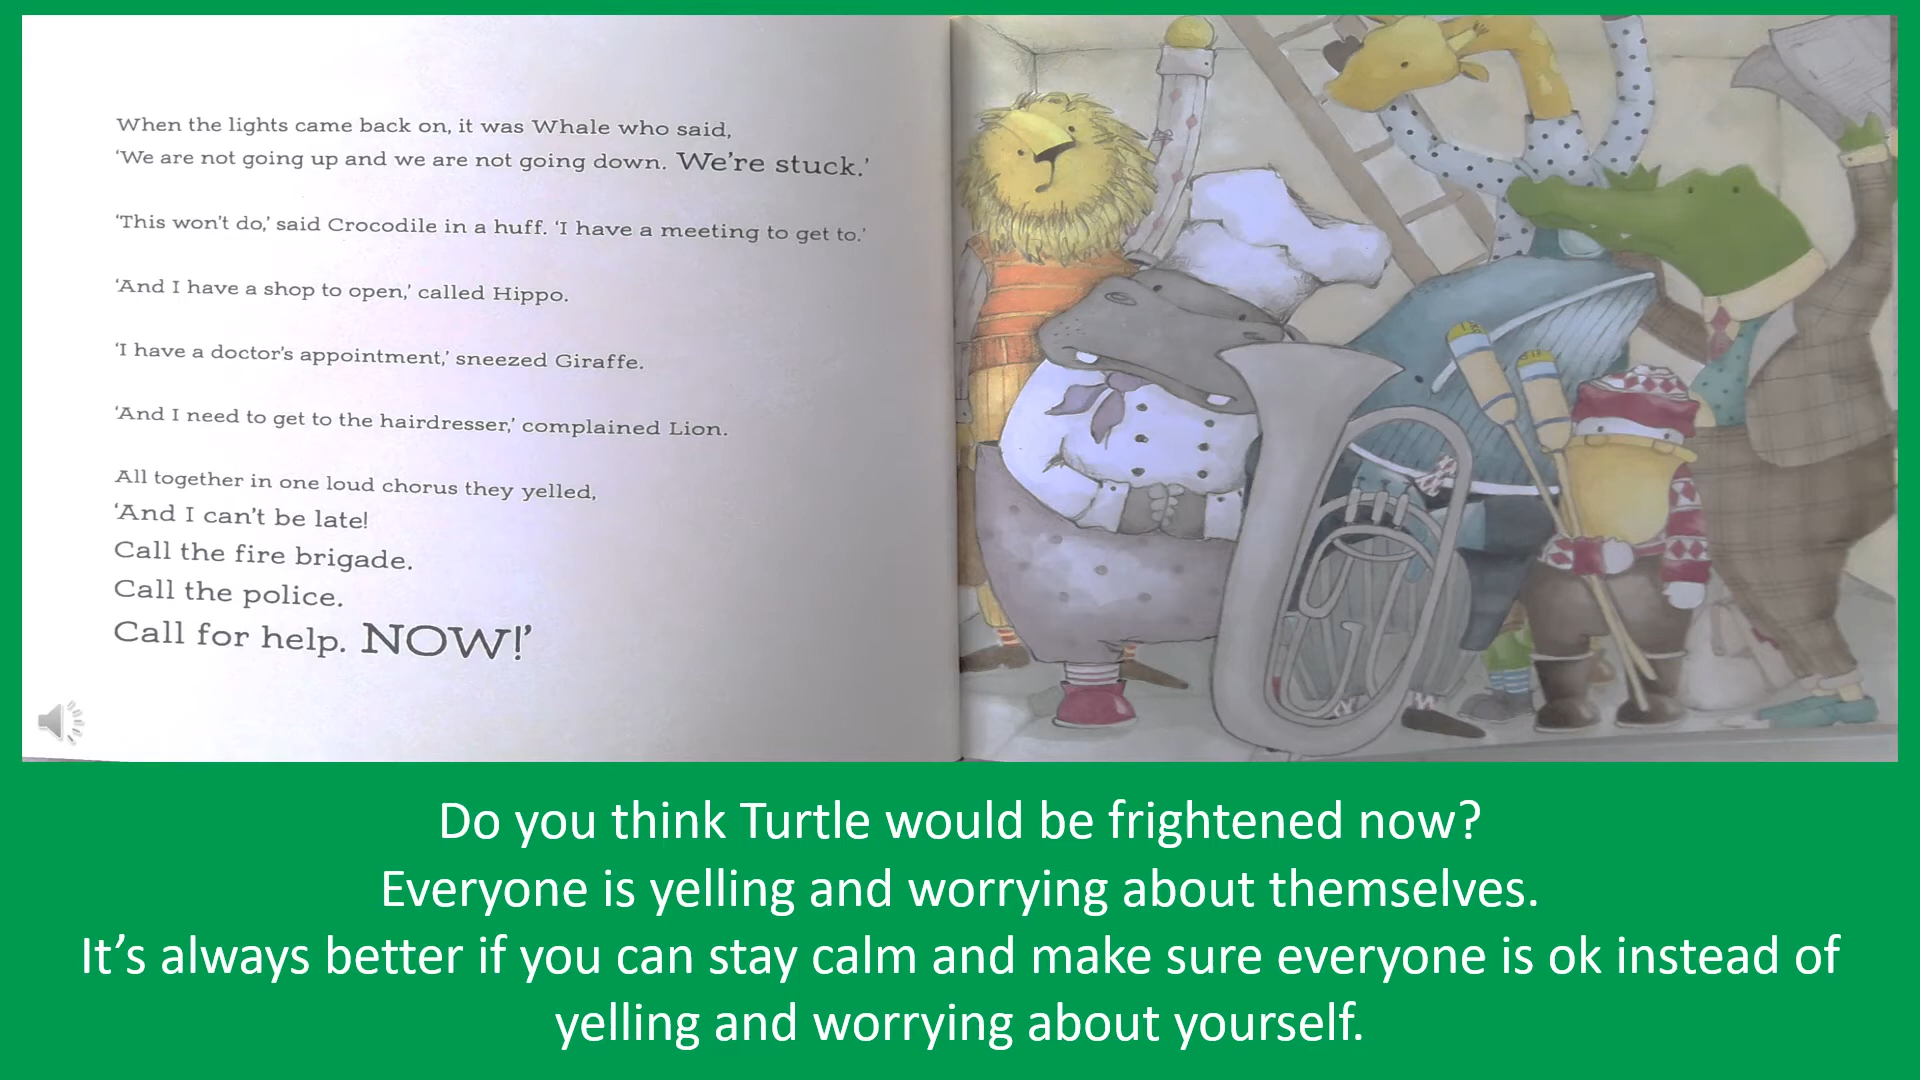 When the lights came back on, it was Whale who said,
‘We are not going up and we are not going down. We’re stuck.’
‘This won’t do,’ said Crocodile in a huff. ‘I have a meeting to get to.’
‘And I have a shop to open,’ called Hippo.
‘I have a doctor’s appointment,’ sneezed Giraffe.
‘And I need to get to the hairdresser,’ complained Lion.
All together in one loud chorus they yelled,
‘And I can’t be late!
Call the fire brigade.
Call the police.
Call for help. NOW!’
Do you think Turtle would be frightened now?
Everyone is yelling and worrying about themselves.
It’s always better if you can stay calm and make sure everyone is ok instead of
yelling and worrying about yourself.